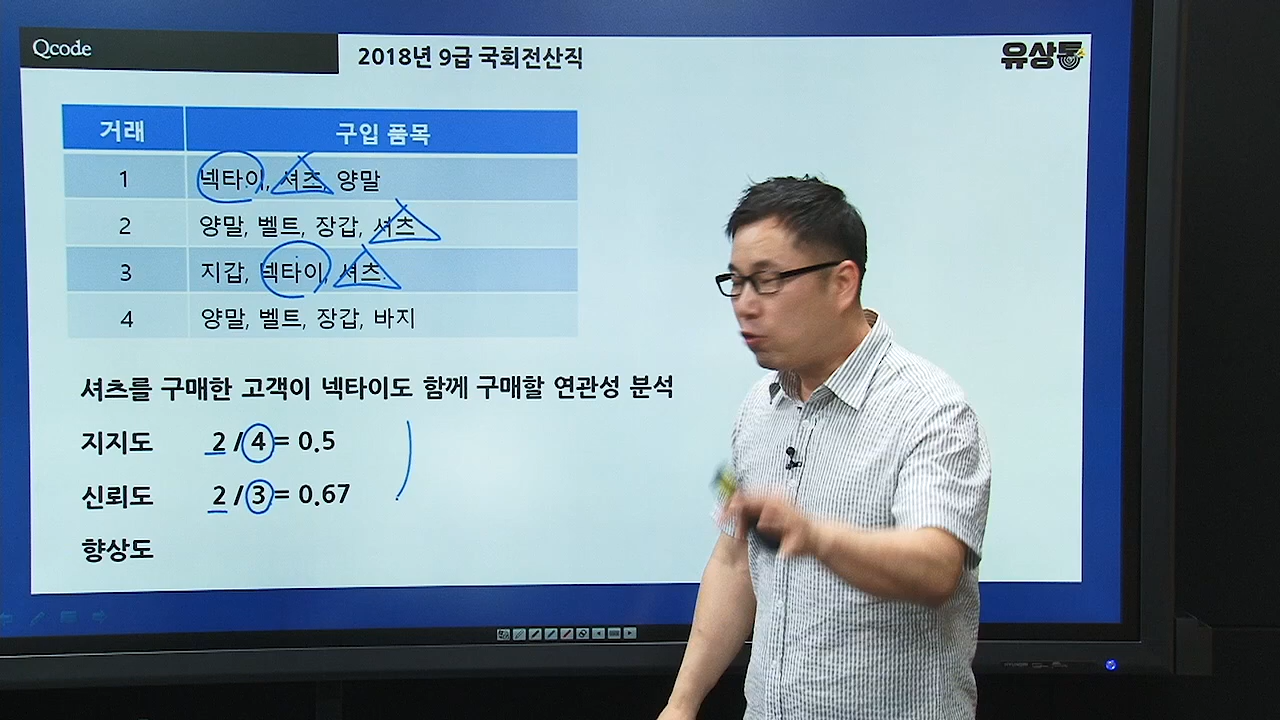 Qcode
2018년 9급 국회전산직
유상통
거래 구입 품목
1 넥타이, 셔츠, 양말
2 양말, 벨트, 장갑, 셔츠
3 지갑, 넥타이, 셔츠
4 양말, 벨트, 장갑, 바지
셔츠를 구매한 고객이 넥타이도 함께 구매할 연관성 분석
지지도 2 / 4 = 0.5
신뢰도 2 / 3 = 0.67
향상도